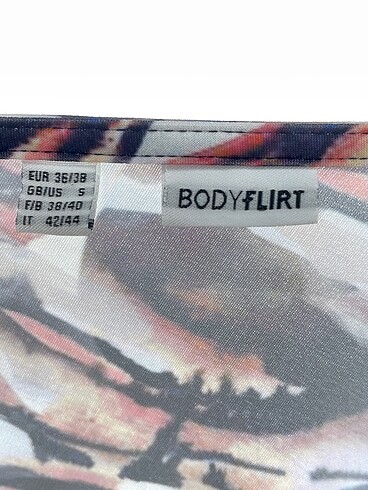 EUR 36/38
GB/US S
F/B 38/40
IT 42/44
BODYFLIRT